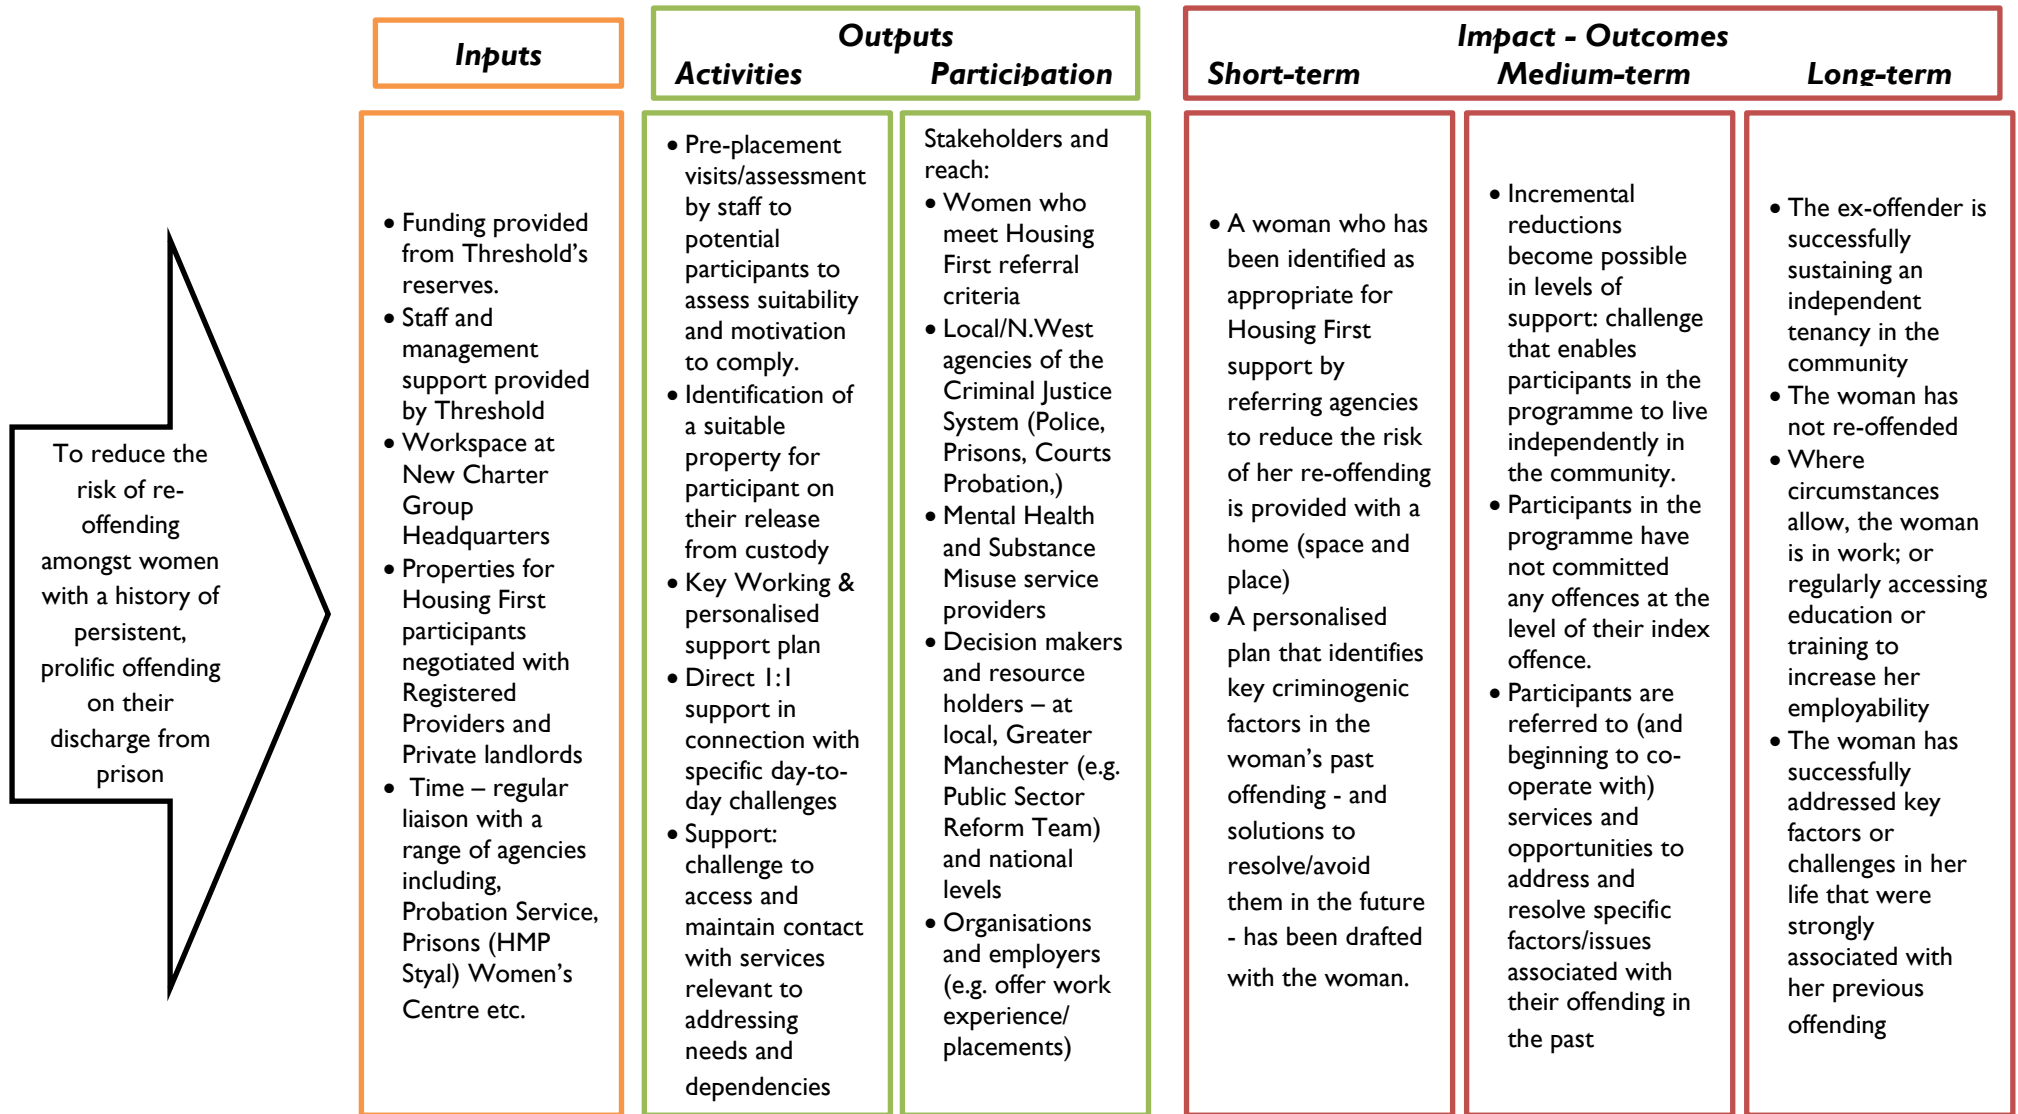 Inputs
Outputs
Activities
Participation
Impact - Outcomes
Short-term
Medium-term
Long-term
To reduce the
risk of re-
offending
amongst women
with a history of
persistent,
prolific offending
on their
discharge from
prison
• Funding provided
from Threshold’s
reserves.
• Staff and
management
support provided
by Threshold
• Workspace at
New Charter
Group
Headquarters
• Properties for
Housing First
participants
negotiated with
Registered
Providers and
Private landlords
• Time – regular
liaison with a
range of agencies
including,
Probation Service,
Prisons (HMP
Styal) Women’s
Centre etc.
• Pre-placement
visits/assessment
by staff to
potential
participants to
assess suitability
and motivation
to comply.
• Identification of
a suitable
property for
participant on
their release
from custody
• Key Working &
personalised
support plan
• Direct 1:1
support in
connection with
specific day-to-
day challenges
• Support:
challenge to
access and
maintain contact
with services
relevant to
addressing
needs and
dependencies
Stakeholders and
reach:
• Women who
meet Housing
First referral
criteria
• Local/N.West
agencies of the
Criminal Justice
System (Police,
Prisons, Courts
Probation,)
• Mental Health
and Substance
Misuse service
providers
• Decision makers
and resource
holders – at
local, Greater
Manchester (e.g.
Public Sector
Reform Team)
and national
levels
• Organisations
and employers
(e.g. offer work
experience/
placements)
• A woman who has
been identified as
appropriate for
Housing First
support by
referring agencies
to reduce the risk
of her re-offending
is provided with a
home (space and
place)
• A personalised
plan that identifies
key criminogenic
factors in the
woman’s past
offending - and
solutions to
resolve/avoid
them in the future
- has been drafted
with the woman.
• Incremental
reductions
become possible
in levels of
support: challenge
that enables
participants in the
programme to live
independently in
the community.
• Participants in the
programme have
not committed
any offences at the
level of their index
offence.
• Participants are
referred to (and
beginning to co-
operate with)
services and
opportunities to
address and
resolve specific
factors/issues
associated with
their offending in
the past
• The ex-offender is
successfully
sustaining an
independent
tenancy in the
community
• The woman has
not re-offended
• Where
circumstances
allow, the woman
is in work; or
regularly accessing
education or
training to
increase her
employability
• The woman has
successfully
addressed key
factors or
challenges in her
life that were
strongly
associated with
her previous
offending